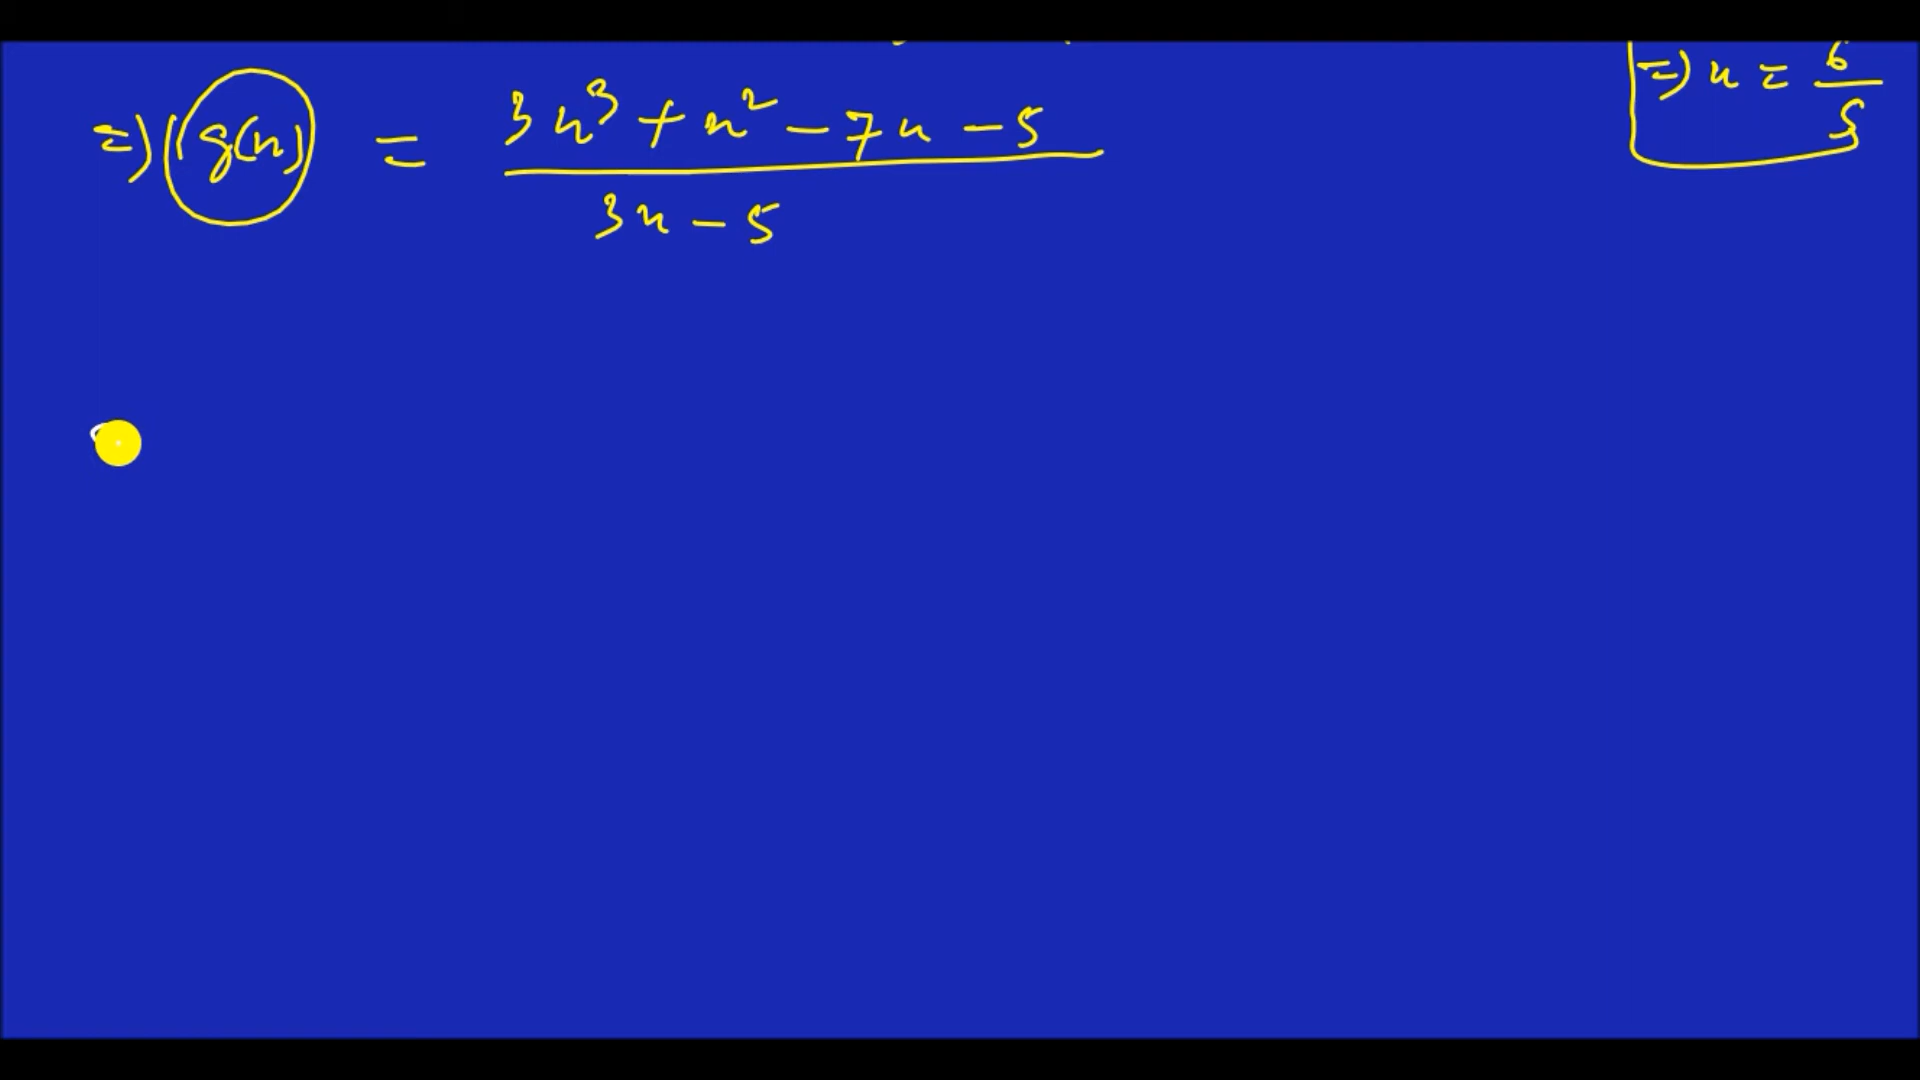 =) g(x) = 3x³ + x² - 7x - 5
3x - 5
=) x = 6
5